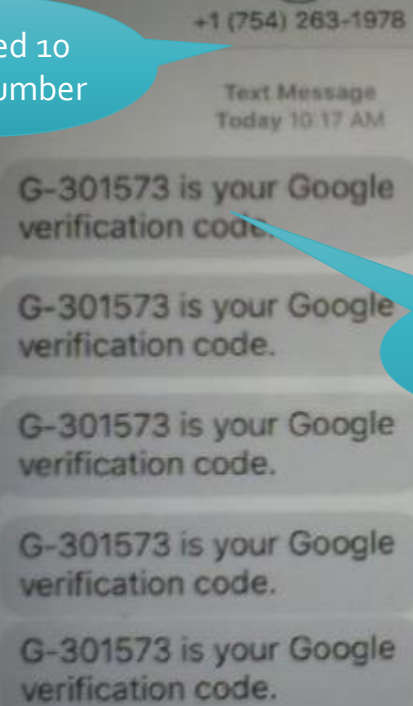 +1 (754) 263-1978
ed 10
umber
Text Message
Today 10:17 AM
G-301573 is your Google
verification code.
G-301573 is your Google
verification code.
G-301573 is your Google
verification code.
G-301573 is your Google
verification code.
G-301573 is your Google
verification code.